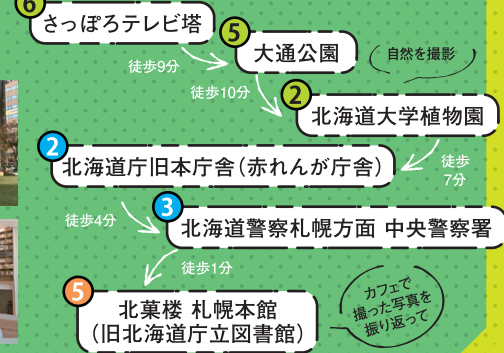 6
さっぽろテレビ塔
徒歩9分
5
大通公園
自然を撮影
徒歩10分
2
北海道大学植物園
徒歩
7分
2
北海道庁旧本庁舎(赤れんが庁舎)
徒歩4分
3
北海道警察札幌方面 中央警察署
徒歩1分
5
北菓楼 札幌本館
(旧北海道庁立図書館)
カフェで
撮った写真を
振り返って